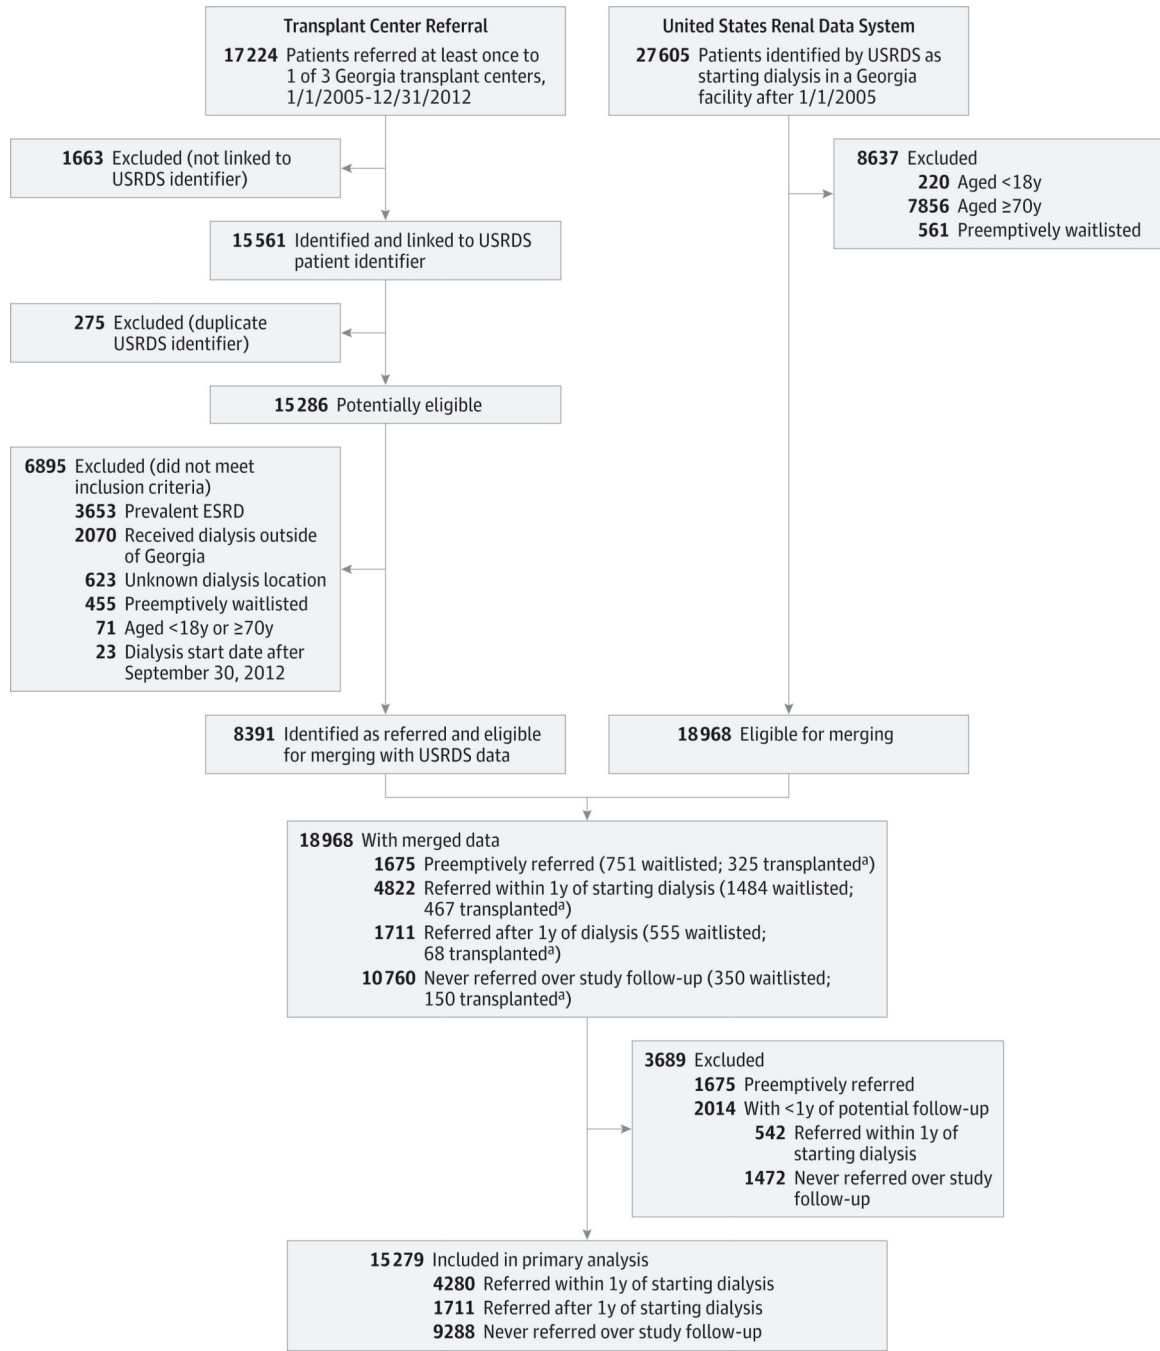 Transplant Center Referral
17224 Patients referred at least once to
1 of 3 Georgia transplant centers,
1/1/2005-12/31/2012
United States Renal Data System
27605 Patients identified by USRDS as
starting dialysis in a Georgia
facility after 1/1/2005
1663 Excluded (not linked to
USRDS identifier)
8637 Excluded
220 Aged <18y
7856 Aged ≥70y
561 Preemptively waitlisted
15561 Identified and linked to USRDS
patient identifier
275 Excluded (duplicate
USRDS identifier)
15286 Potentially eligible
6895 Excluded (did not meet
inclusion criteria)
3653 Prevalent ESRD
2070 Received dialysis outside
of Georgia
623 Unknown dialysis location
455 Preemptively waitlisted
71 Aged <18y or ≥70y
23 Dialysis start date after
September 30, 2012
8391 Identified as referred and eligible
for merging with USRDS data
18968 Eligible for merging
18968 With merged data
1675 Preemptively referred (751 waitlisted; 325 transplantedᵃ)
4822 Referred within 1y of starting dialysis (1484 waitlisted;
467 transplantedᵃ)
1711 Referred after 1y of dialysis (555 waitlisted;
68 transplantedᵃ)
10760 Never referred over study follow-up (350 waitlisted;
150 transplantedᵃ)
3689 Excluded
1675 Preemptively referred
2014 With <1y of potential follow-up
542 Referred within 1y of
starting dialysis
1472 Never referred over study
follow-up
15279 Included in primary analysis
4280 Referred within 1y of starting dialysis
1711 Referred after 1y of starting dialysis
9288 Never referred over study follow-up